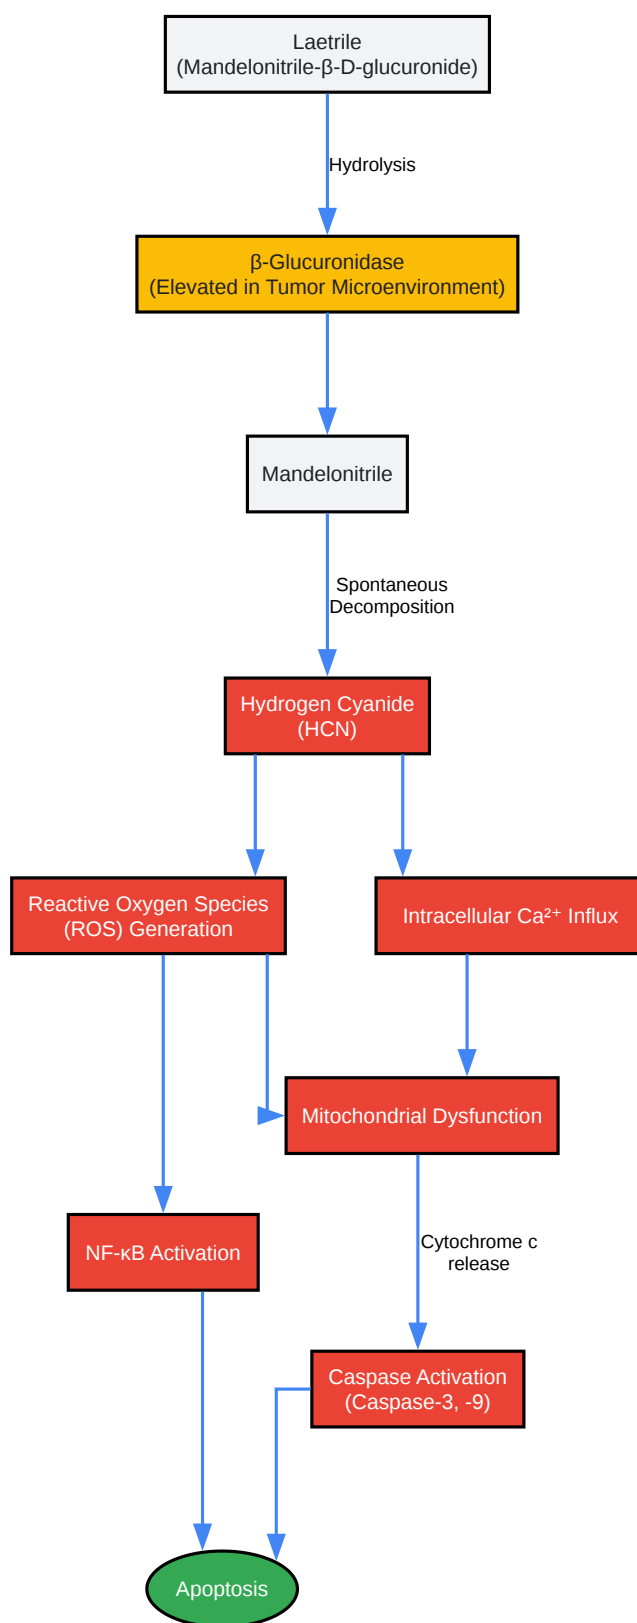 Laetrile
(Mandelonitrile-β-D-glucuronide)
Hydrolysis
β-Glucuronidase
(Elevated in Tumor Microenvironment)
Mandelonitrile
Spontaneous
Decomposition
Hydrogen Cyanide
(HCN)
Reactive Oxygen Species
(ROS) Generation
Intracellular Ca²⁺ Influx
Mitochondrial Dysfunction
NF-κB Activation
Cytochrome c
release
Caspase Activation
(Caspase-3, -9)
Apoptosis